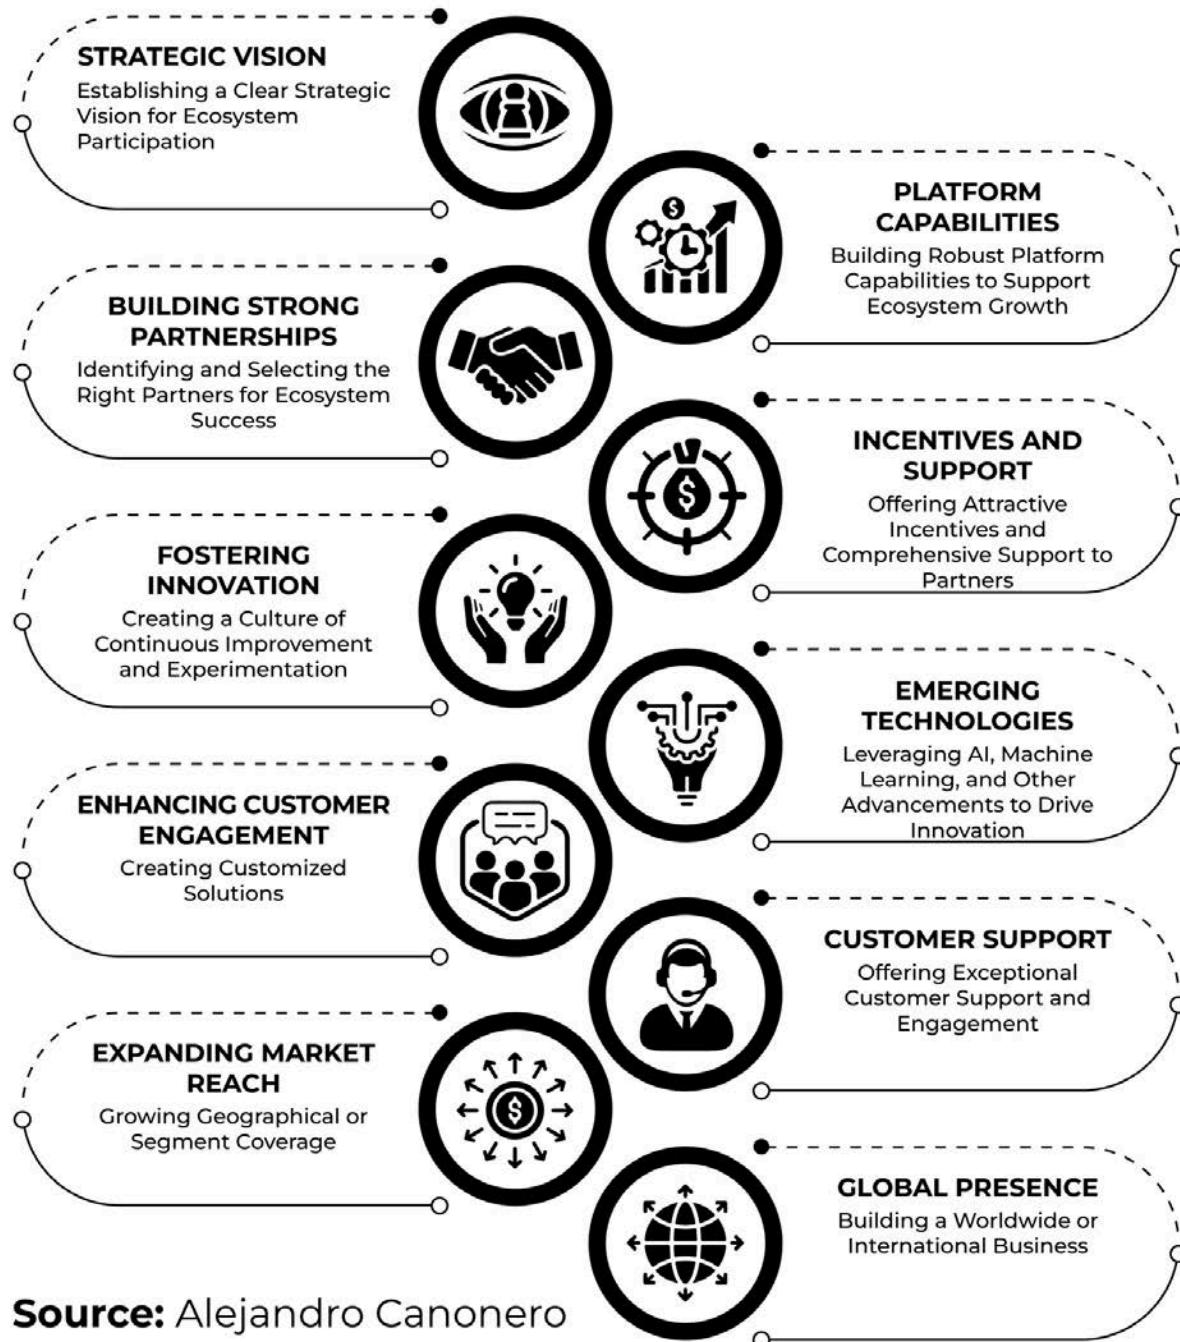 STRATEGIC VISION
Establishing a Clear Strategic
Vision for Ecosystem
Participation
PLATFORM
CAPABILITIES
Building Robust Platform
Capabilities to Support
Ecosystem Growth
BUILDING STRONG
PARTNERSHIPS
Identifying and Selecting the
Right Partners for Ecosystem
Success
INCENTIVES AND
SUPPORT
Offering Attractive
Incentives and
Comprehensive Support to
Partners
FOSTERING
INNOVATION
Creating a Culture of
Continuous Improvement
and Experimentation
EMERGING
TECHNOLOGIES
Leveraging AI, Machine
Learning, and Other
Advancements to Drive
Innovation
ENHANCING CUSTOMER
ENGAGEMENT
Creating Customized
Solutions
CUSTOMER SUPPORT
Offering Exceptional
Customer Support and
Engagement
EXPANDING MARKET
REACH
Growing Geographical or
Segment Coverage
GLOBAL PRESENCE
Building a Worldwide or
International Business
Source: Alejandro Canonero